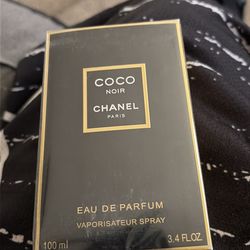 COCO
NOIR
CHANEL
PARIS
EAU DE PARFUM
VAPORISATEUR SPRAY
100 ml
3.4 FL.OZ.